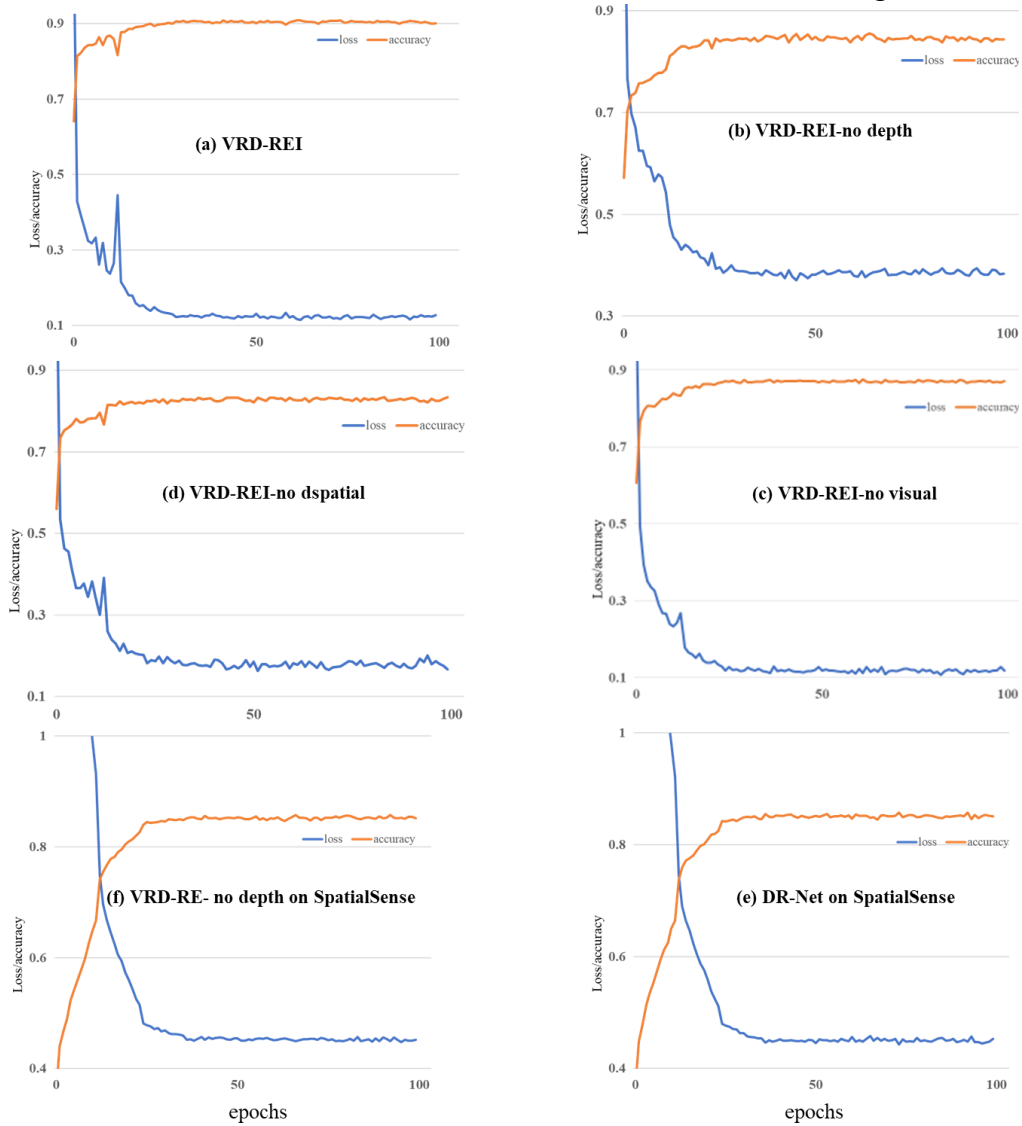 0.9
0.7
0.5
0.3
0.1
Loss/accuracy
loss accuracy
(a) VRD-REI
0 50 100
0.9
0.7
0.5
0.3
Loss/accuracy
loss accuracy
(b) VRD-REI-no depth
0 50 100
0.9
0.7
0.5
0.3
0.1
Loss/accuracy
loss accuracy
(d) VRD-REI-no dspatial
0 50 100
0.9
0.7
0.5
0.3
0.1
Loss/accuracy
loss accuracy
(c) VRD-REI-no visual
0 50 100
1
0.8
0.6
0.4
Loss/accuracy
loss accuracy
(f) VRD-RE- no depth on SpatialSense
0 50 100
epochs
1
0.8
0.6
0.4
Loss/accuracy
loss accuracy
(e) DR-Net on SpatialSense
0 50 100
epochs